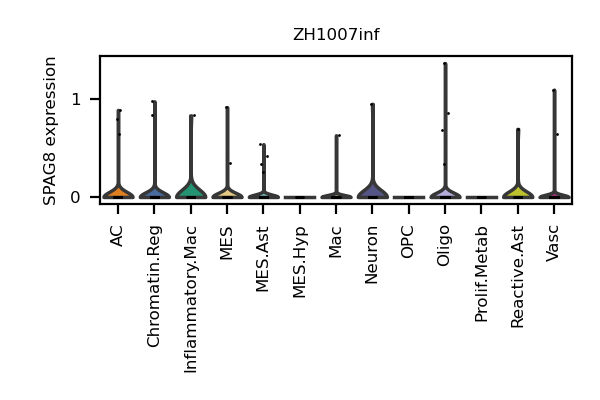 ZH1007inf
SPAG8 expression
1
0
AC
Chromatin.Reg
Inflammatory.Mac
MES
MES.Ast
MES.Hyp
Mac
Neuron
OPC
Oligo
Prolif.Metab
Reactive.Ast
Vasc